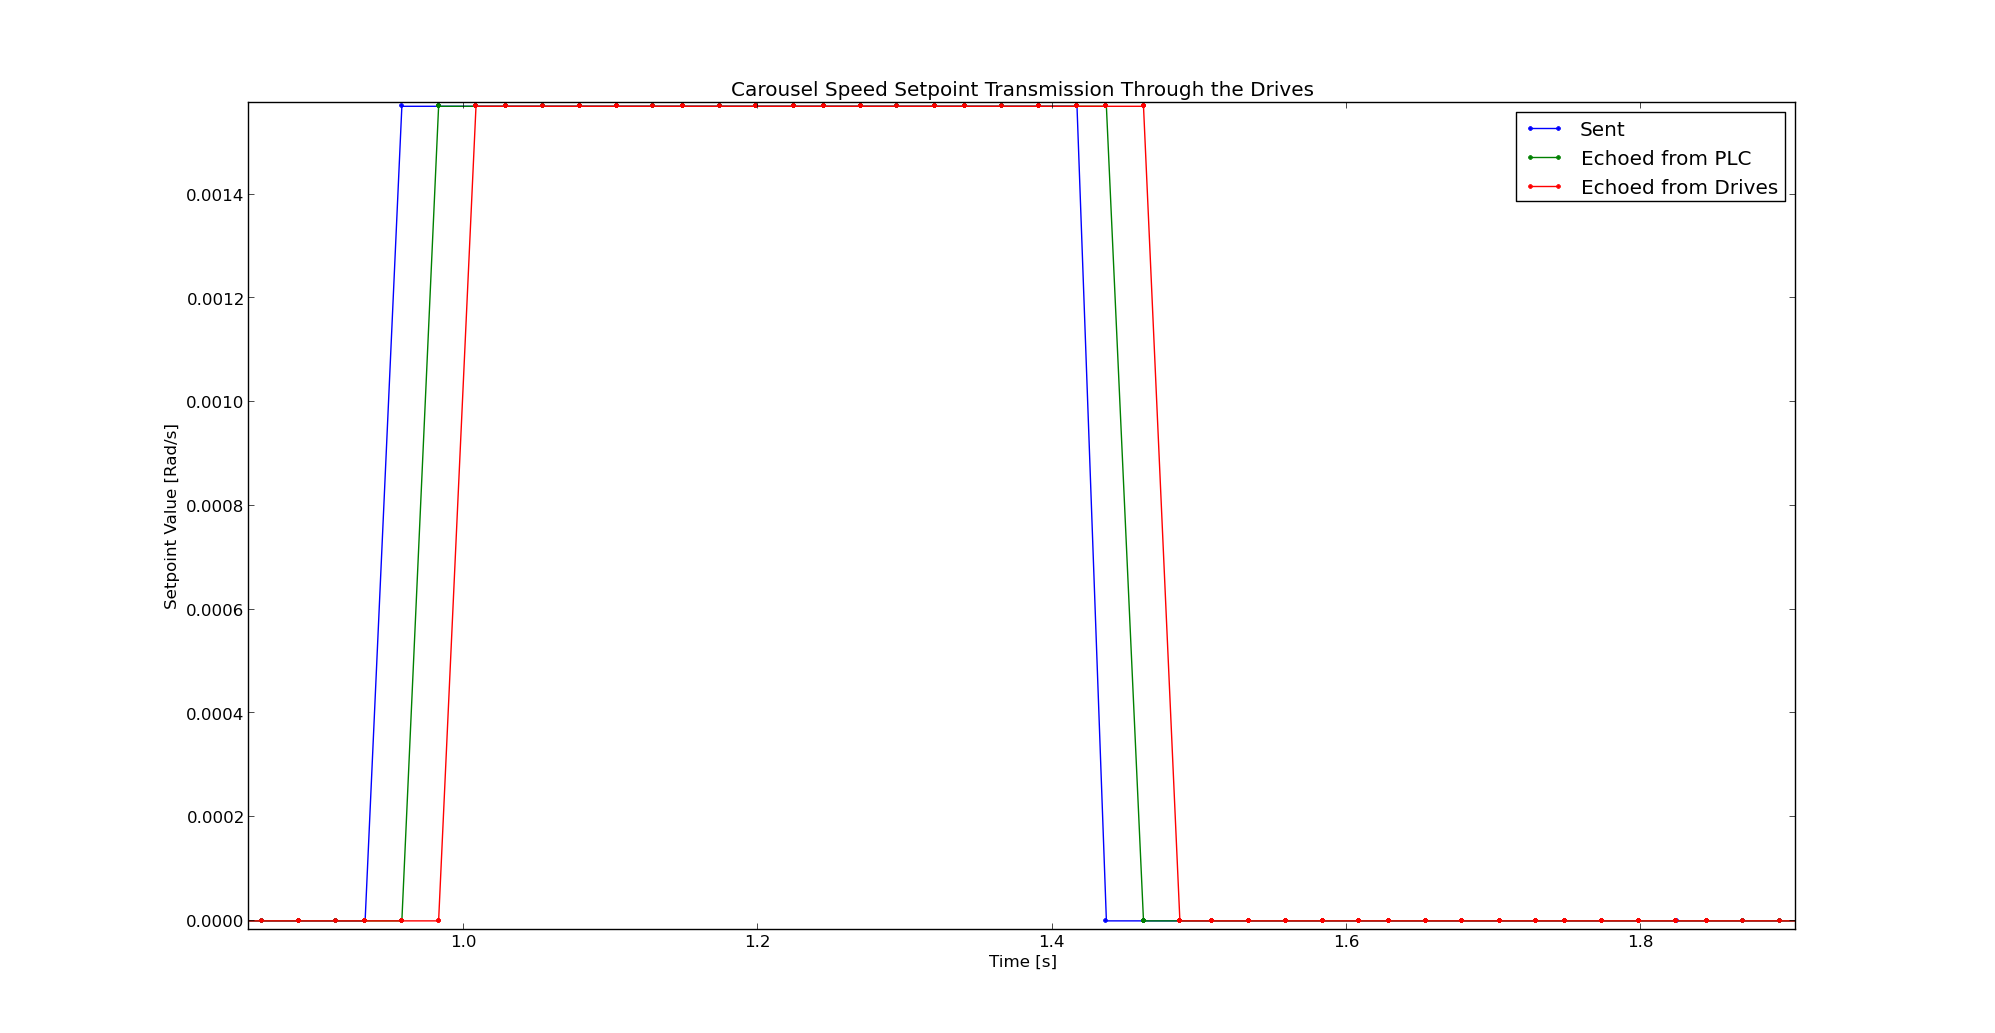 Carousel Speed Setpoint Transmission Through the Drives
Sent
Echoed from PLC
Echoed from Drives
Setpoint Value [Rad/s]
0.0014
0.0012
0.0010
0.0008
0.0006
0.0004
0.0002
0.0000
1.0 1.2 1.4 1.6 1.8
Time [s]